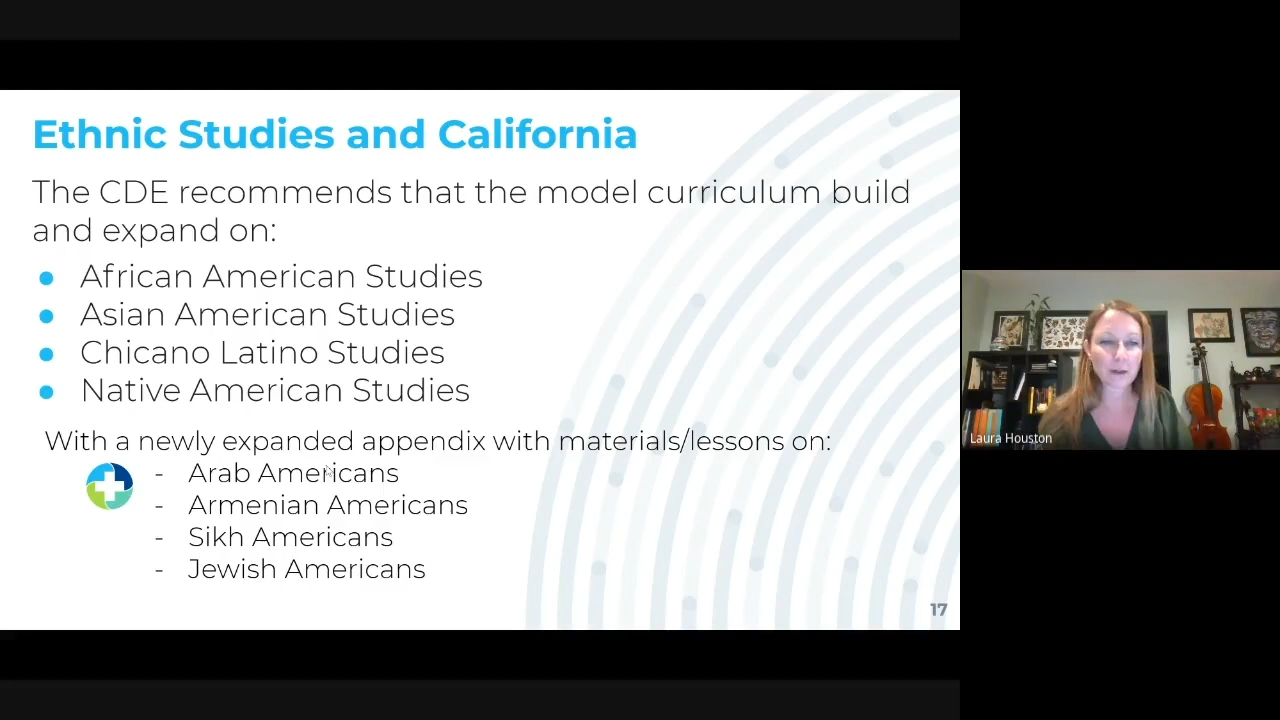 Ethnic Studies and California
The CDE recommends that the model curriculum build
and expand on:
● African American Studies
● Asian American Studies
● Chicano Latino Studies
● Native American Studies
With a newly expanded appendix with materials/lessons on:
- Arab Americans
- Armenian Americans
- Sikh Americans
- Jewish Americans
17
Laura Houston